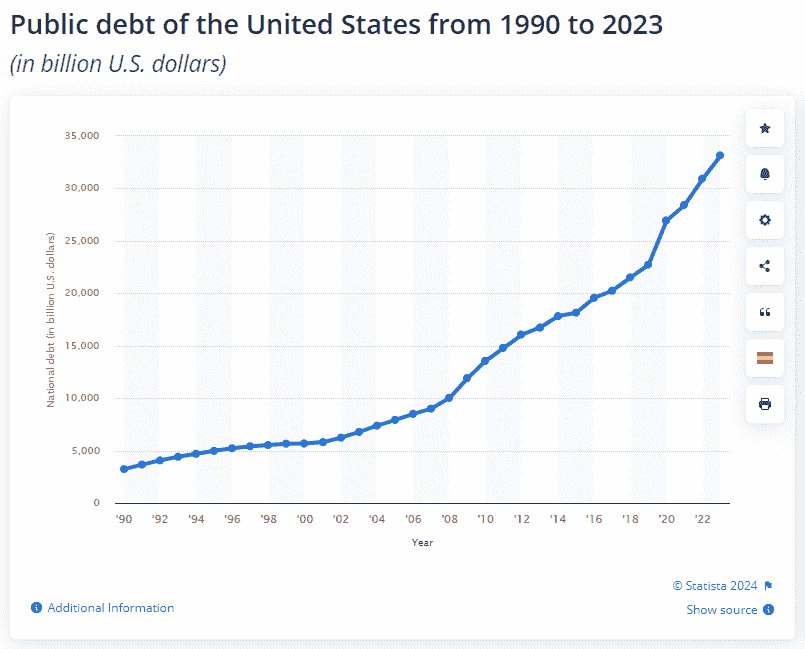 Public debt of the United States from 1990 to 2023
(in billion U.S. dollars)
National debt (in billion U.S. dollars)
35,000
30,000
25,000
20,000
15,000
10,000
5,000
0
'90 '92 '94 '96 '98 '00 '02 '04 '06 '08 '10 '12 '14 '16 '18 '20 '22
Year
© Statista 2024
Additional Information
Show source